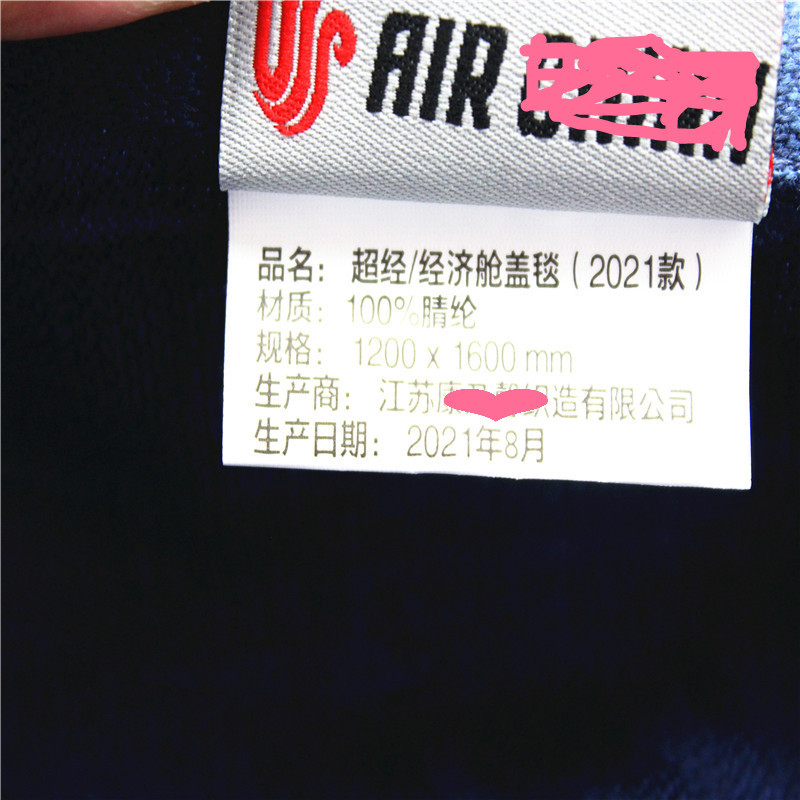 AIR
品名: 超经/经济舱盖毯(2021款)
材质: 100%腈纶
规格: 1200 x 1600 mm
生产商: 江苏康 织造有限公司
生产日期: 2021年8月